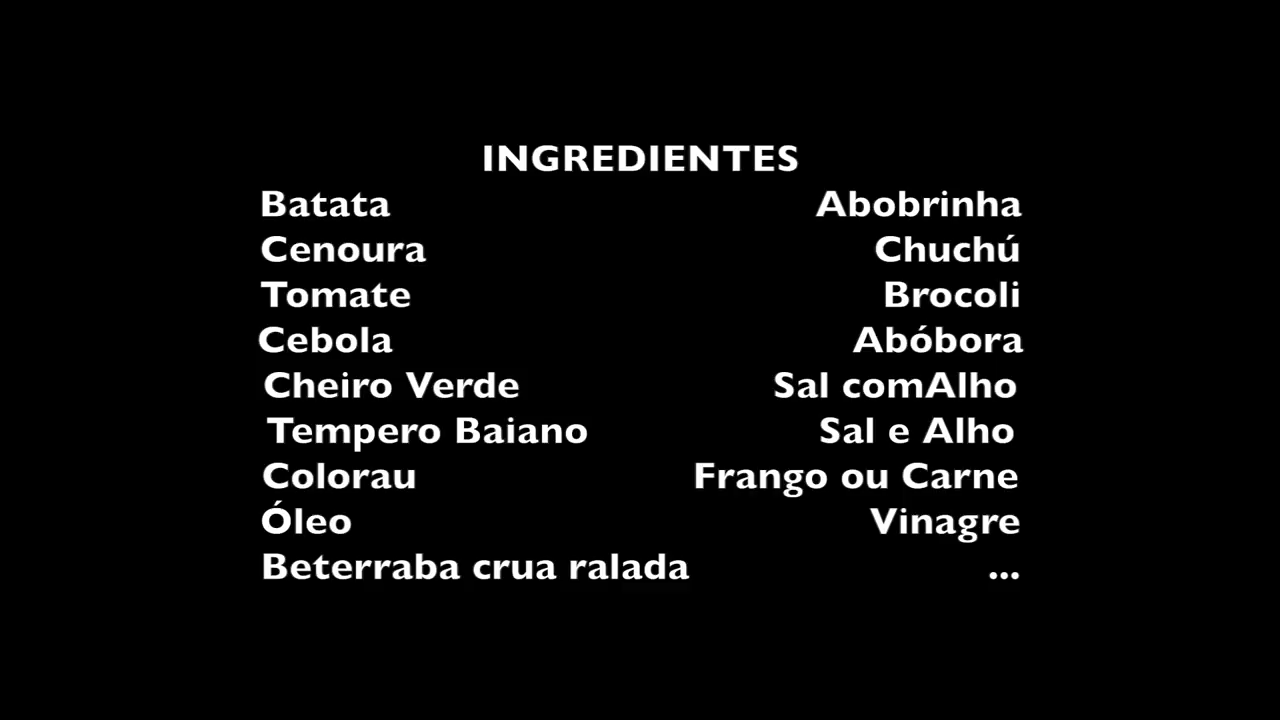 INGREDIENTES
Batata Abobrinha
Cenoura Chuchú
Tomate Brocoli
Cebola Abóbora
Cheiro Verde Sal comAlho
Tempero Baiano Sal e Alho
Colorau Frango ou Carne
Óleo Vinagre
Beterraba crua ralada ...